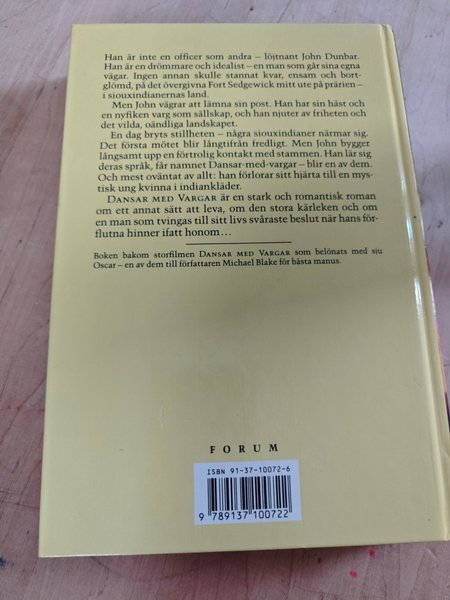 Han är inte en officer som andra – löjtnant John Dunbar.
Han är en drömmare och idealist – en man som går sina egna
vägar. Ingen annan skulle stannat kvar, ensam och bort-
glömd, på det övergivna Fort Sedgewick mitt ute på prärien –
i siouxindianernas land.
Men John vägrar att lämna sin post. Han har sin häst och
en nyfiken varg som sällskap, och han njuter av friheten och
det vilda, oändliga landskapet.
En dag bryts stillheten – några siouxindianer närmar sig.
Det första mötet blir långtifrån fredligt. Men John bygger
långsamt upp en förtrolig kontakt med stammen. Han lär sig
deras språk, får namnet Dansar-med-vargar – blir en av dem.
Och mest oväntat av allt: han förlorar sitt hjärta till en mys-
tisk ung kvinna i indiankläder.
DANSAR MED VARGAR är en stark och romantisk roman
om ett annat sätt att leva, om den stora kärleken och om
en man som tvingas till sitt livs svåraste beslut när hans för-
flutna hinner ifatt honom…
Boken bakom storfilmen DANSAR MED VARGAR som belönats med sju
Oscar – en av dem till författaren Michael Blake för bästa manus.
FORUM
ISBN 91-37-10072-6
9 789137 100722